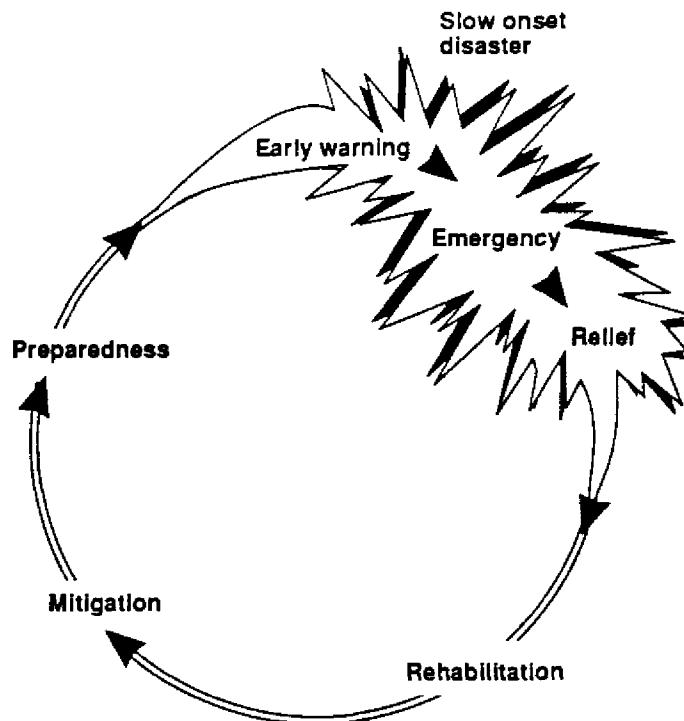 Slow onset
disaster
Early warning
Emergency
Relief
Preparedness
Mitigation
Rehabilitation